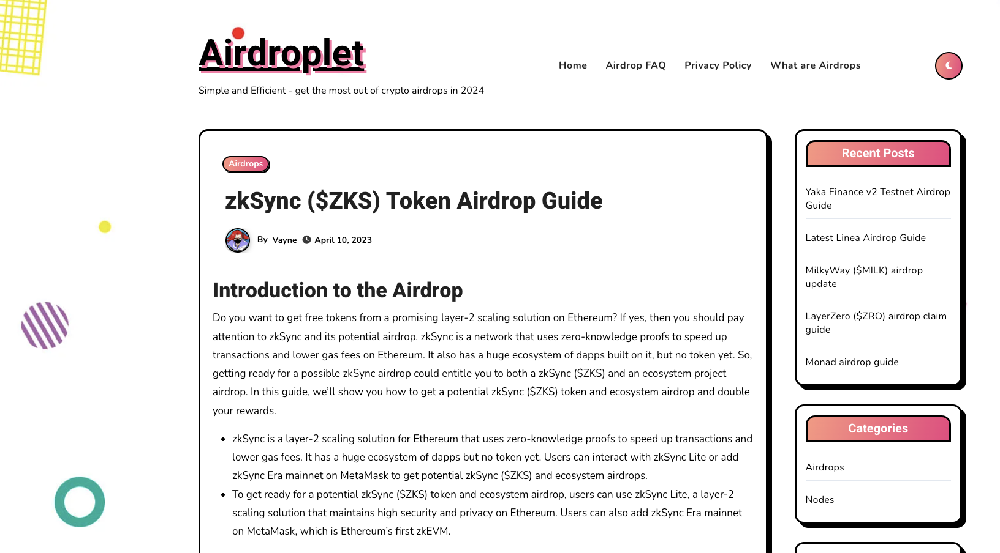 Airdroplet
Simple and Efficient - get the most out of crypto airdrops in 2024
Home
Airdrop FAQ
Privacy Policy
What are Airdrops
Airdrops
zkSync ($ZKS) Token Airdrop Guide
By Vayne April 10, 2023
Introduction to the Airdrop
Do you want to get free tokens from a promising layer-2 scaling solution on Ethereum? If yes, then you should pay
attention to zkSync and its potential airdrop. zkSync is a network that uses zero-knowledge proofs to speed up
transactions and lower gas fees on Ethereum. It also has a huge ecosystem of dapps built on it, but no token yet. So,
getting ready for a possible zkSync airdrop could entitle you to both a zkSync ($ZKS) and an ecosystem project
airdrop. In this guide, we’ll show you how to get a potential zkSync ($ZKS) token and ecosystem airdrop and double
your rewards.
• zkSync is a layer-2 scaling solution for Ethereum that uses zero-knowledge proofs to speed up transactions and
lower gas fees. It has a huge ecosystem of dapps but no token yet. Users can interact with zkSync Lite or add
zkSync Era mainnet on MetaMask to get potential zkSync ($ZKS) and ecosystem airdrops.
• To get ready for a potential zkSync ($ZKS) token and ecosystem airdrop, users can use zkSync Lite, a layer-2
scaling solution that maintains high security and privacy on Ethereum. Users can also add zkSync Era mainnet
on MetaMask, which is Ethereum’s first zkEVM.
Recent Posts
Yaka Finance v2 Testnet Airdrop
Guide
Latest Linea Airdrop Guide
MilkyWay ($MILK) airdrop
update
LayerZero ($ZRO) airdrop claim
guide
Monad airdrop guide
Categories
Airdrops
Nodes